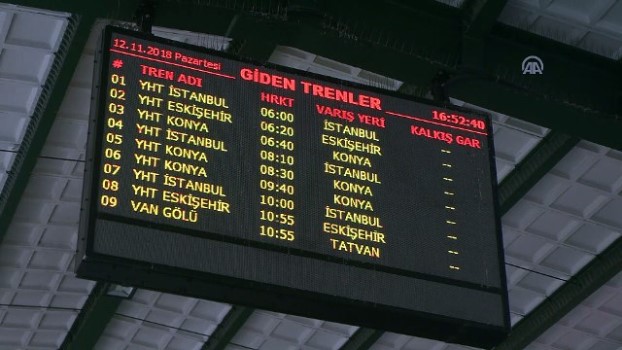 12.11.2018 Pazartesi GİDEN TRENLER 16:52:40
# TREN ADI HRKT VARIŞ YERİ KALKIŞ GAR
01 YHT İSTANBUL 06:00 İSTANBUL --
02 YHT ESKİŞEHİR 06:20 ESKİŞEHİR --
03 YHT KONYA 06:40 KONYA --
04 YHT İSTANBUL 08:10 İSTANBUL --
05 YHT KONYA 08:30 KONYA --
06 YHT KONYA 09:40 KONYA --
07 YHT İSTANBUL 10:00 İSTANBUL --
08 YHT ESKİŞEHİR 10:55 ESKİŞEHİR --
09 VAN GÖLÜ 10:55 TATVAN --
AA